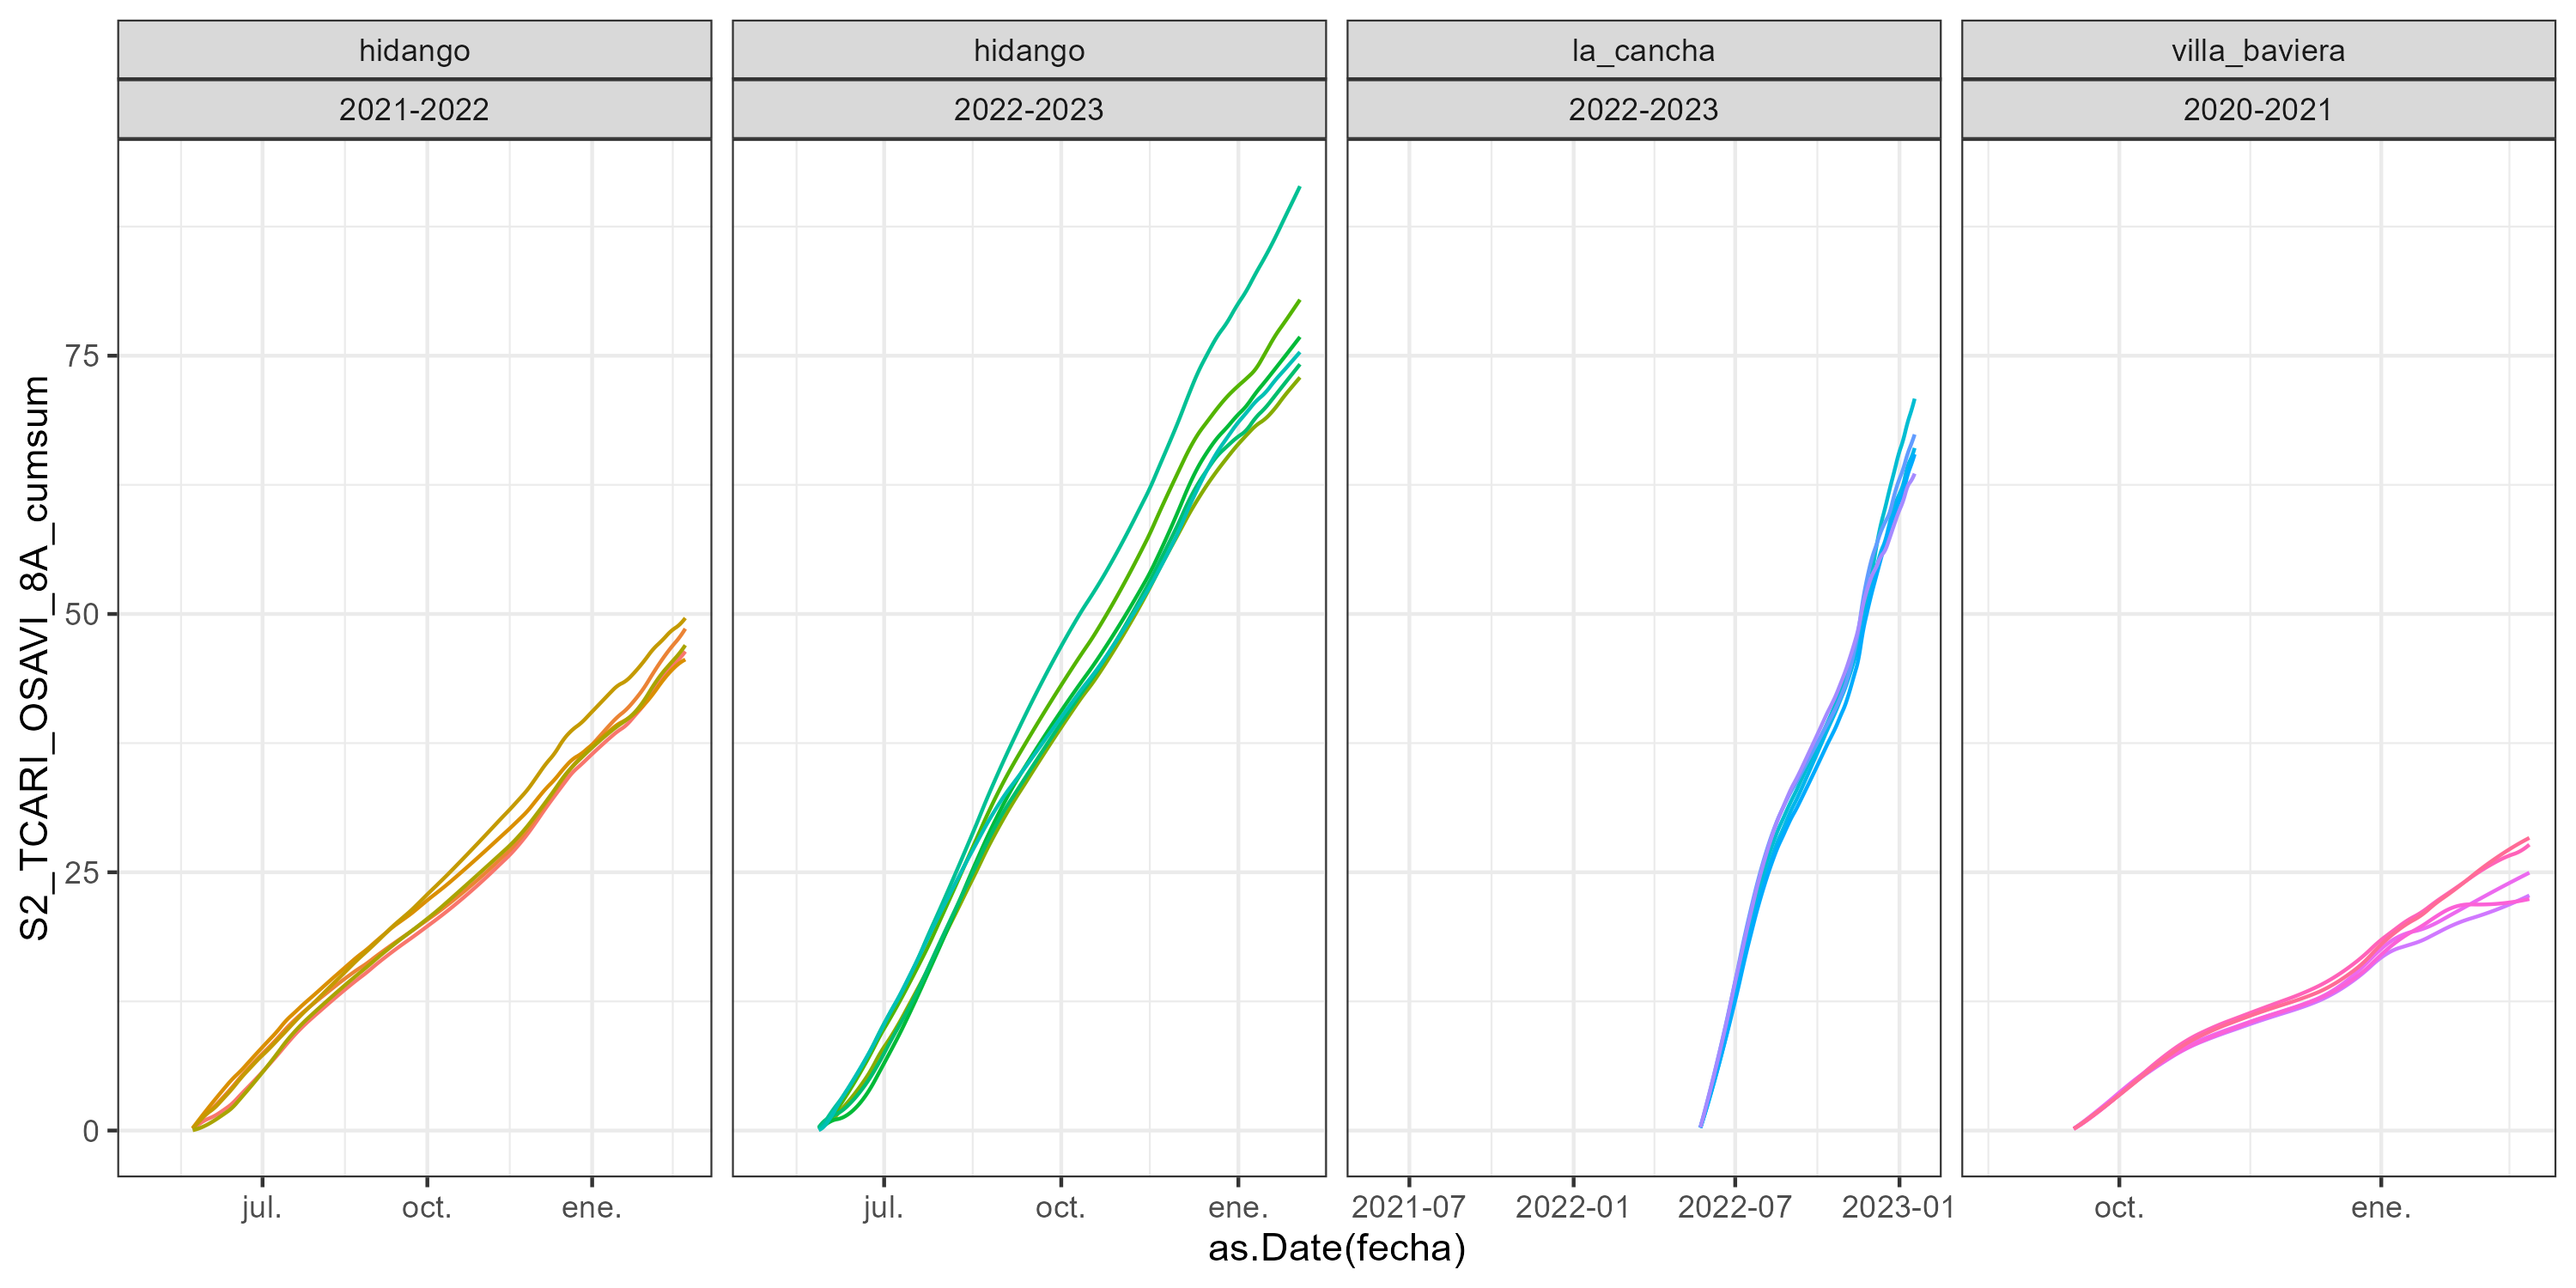 hidango hidango la_cancha villa_baviera
2021-2022 2022-2023 2022-2023 2020-2021
S2_TCARI_OSAVI_8A_cumsum
75
50
25
0
jul. oct. ene. jul. oct. ene. 2021-07 2022-01 2022-07 2023-01 oct. ene.
as.Date(fecha)